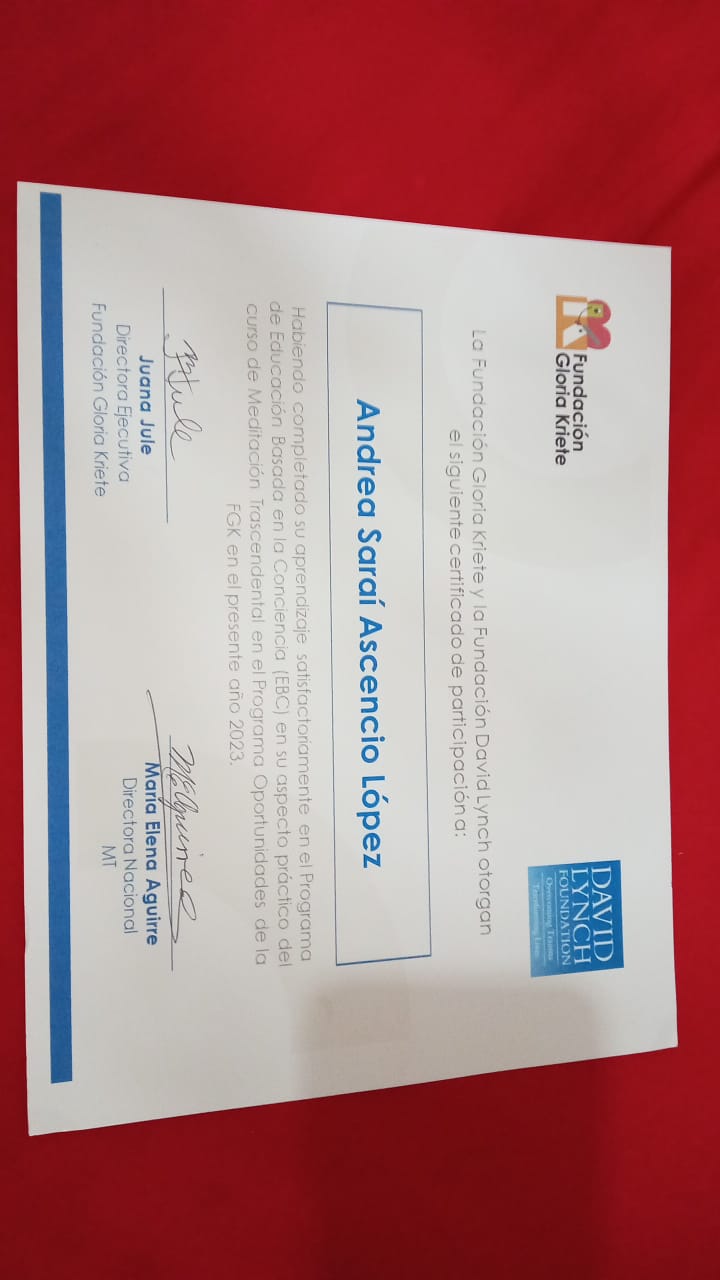 Fundación
Gloria Kriete
DAVID
LYNCH
FOUNDATION
Overcoming Trauma
Transforming Lives
La Fundación Gloria Kriete y la Fundación David Lynch otorgan
el siguiente certificado de participación a:
Andrea Saraí Ascencio López
Habiendo completado su aprendizaje satisfactoriamente en el Programa
de Educación Basada en la Conciencia (EBC) en su aspecto práctico del
curso de Meditación Trascendental en el Programa Oportunidades de la
FGK en el presente año 2023.
MEAguirre
Juana Jule
Directora Ejecutiva
Fundación Gloria Kriete
María Elena Aguirre
Directora Nacional
MT